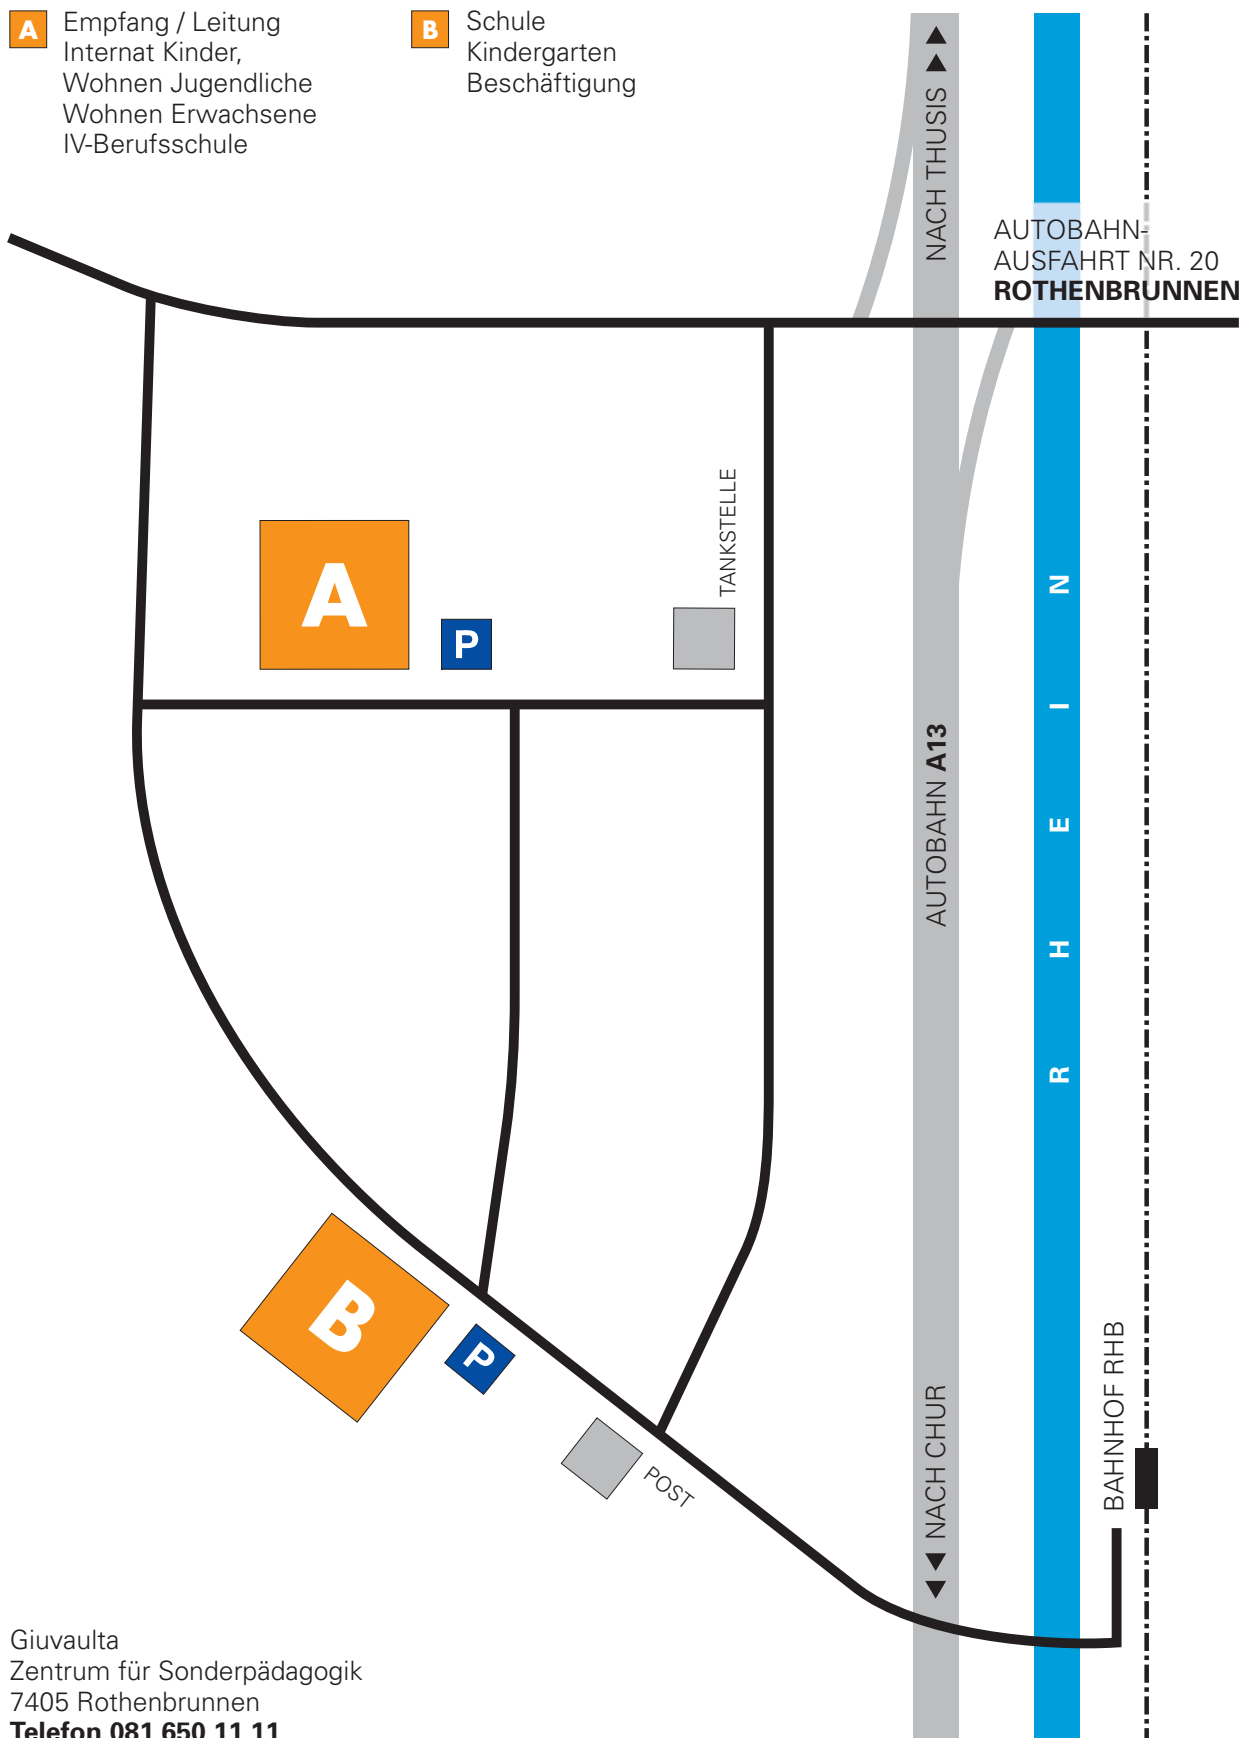 A
Empfang / Leitung
Internat Kinder,
Wohnen Jugendliche
Wohnen Erwachsene
IV-Berufsschule
B
Schule
Kindergarten
Beschäftigung
NACH THUSIS
AUTOBAHN-
AUSFAHRT NR. 20
ROTHENBRUNNEN
A
P
TANKSTELLE
AUTOBAHN A13
RHEIN
B
P
POST
NACH CHUR
BAHNHOF RHB
Giuvaulta
Zentrum für Sonderpädagogik
7405 Rothenbrunnen
Telefon 081 650 11 11